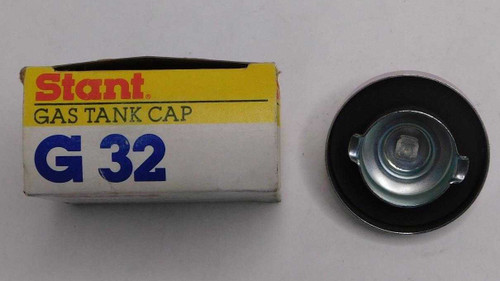 Stant®
GAS TANK CAP
G 32